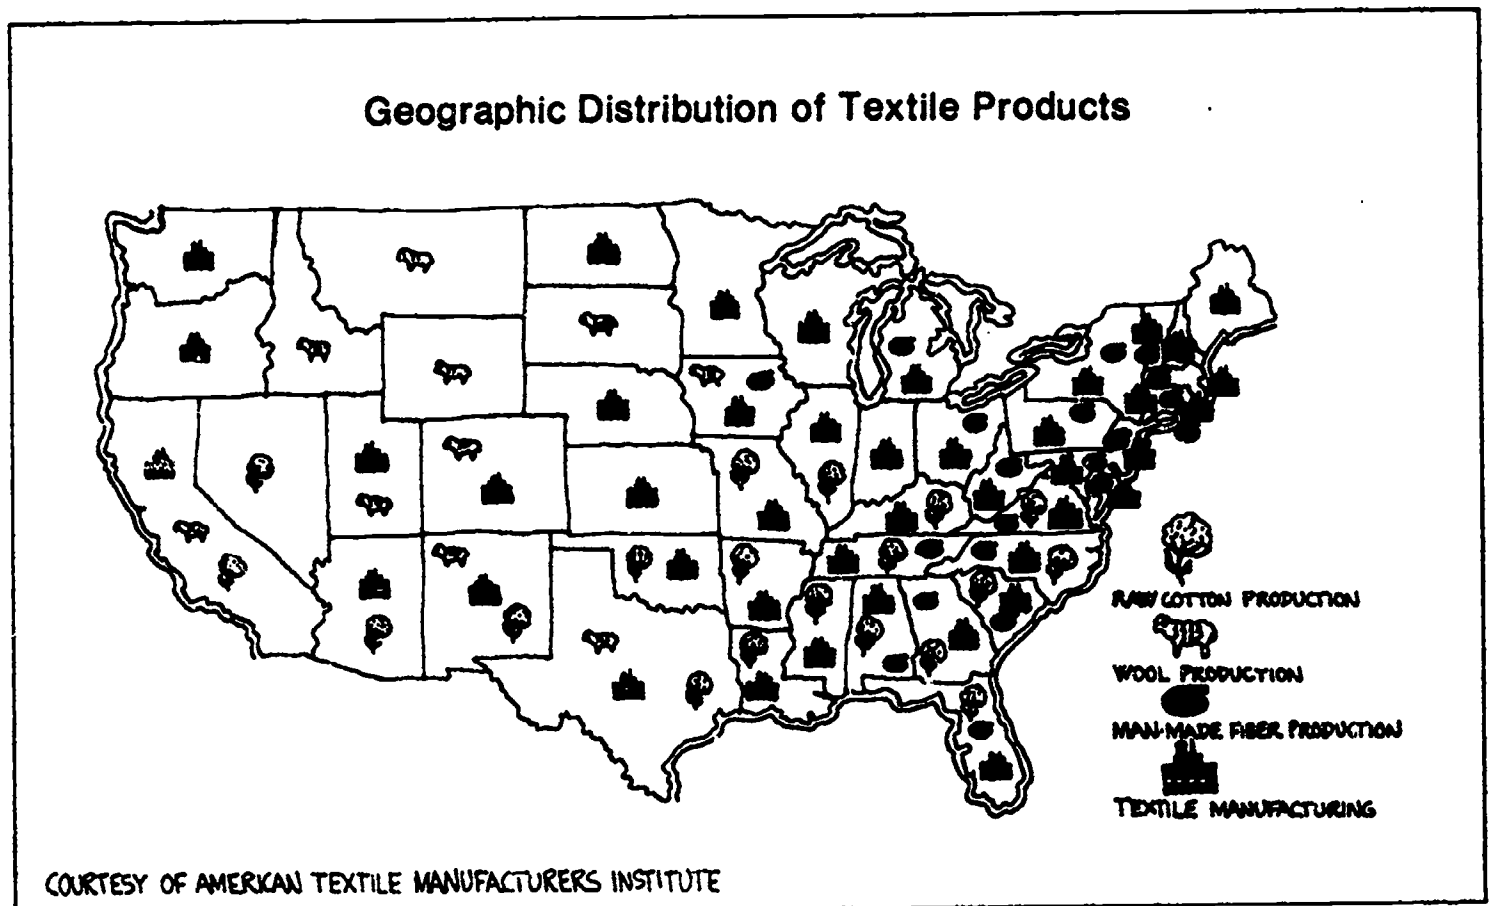 Geographic Distribution of Textile Products
RAW COTTON PRODUCTION
WOOL PRODUCTION
MAN-MADE FIBER PRODUCTION
TEXTILE MANUFACTURING
COURTESY OF AMERICAN TEXTILE MANUFACTURERS INSTITUTE